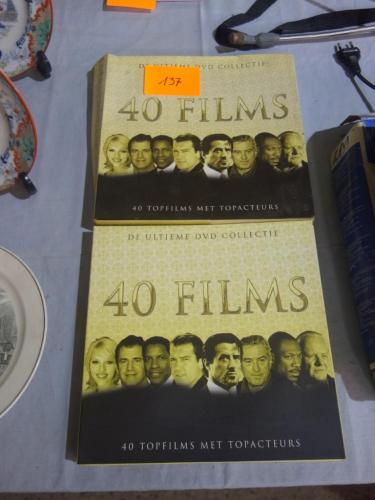 DE ULTIEME DVD COLLECTIE
137
40 FILMS
40 TOPFILMS MET TOPACTEURS
DE ULTIEME DVD COLLECTIE
40 FILMS
40 TOPFILMS MET TOPACTEURS